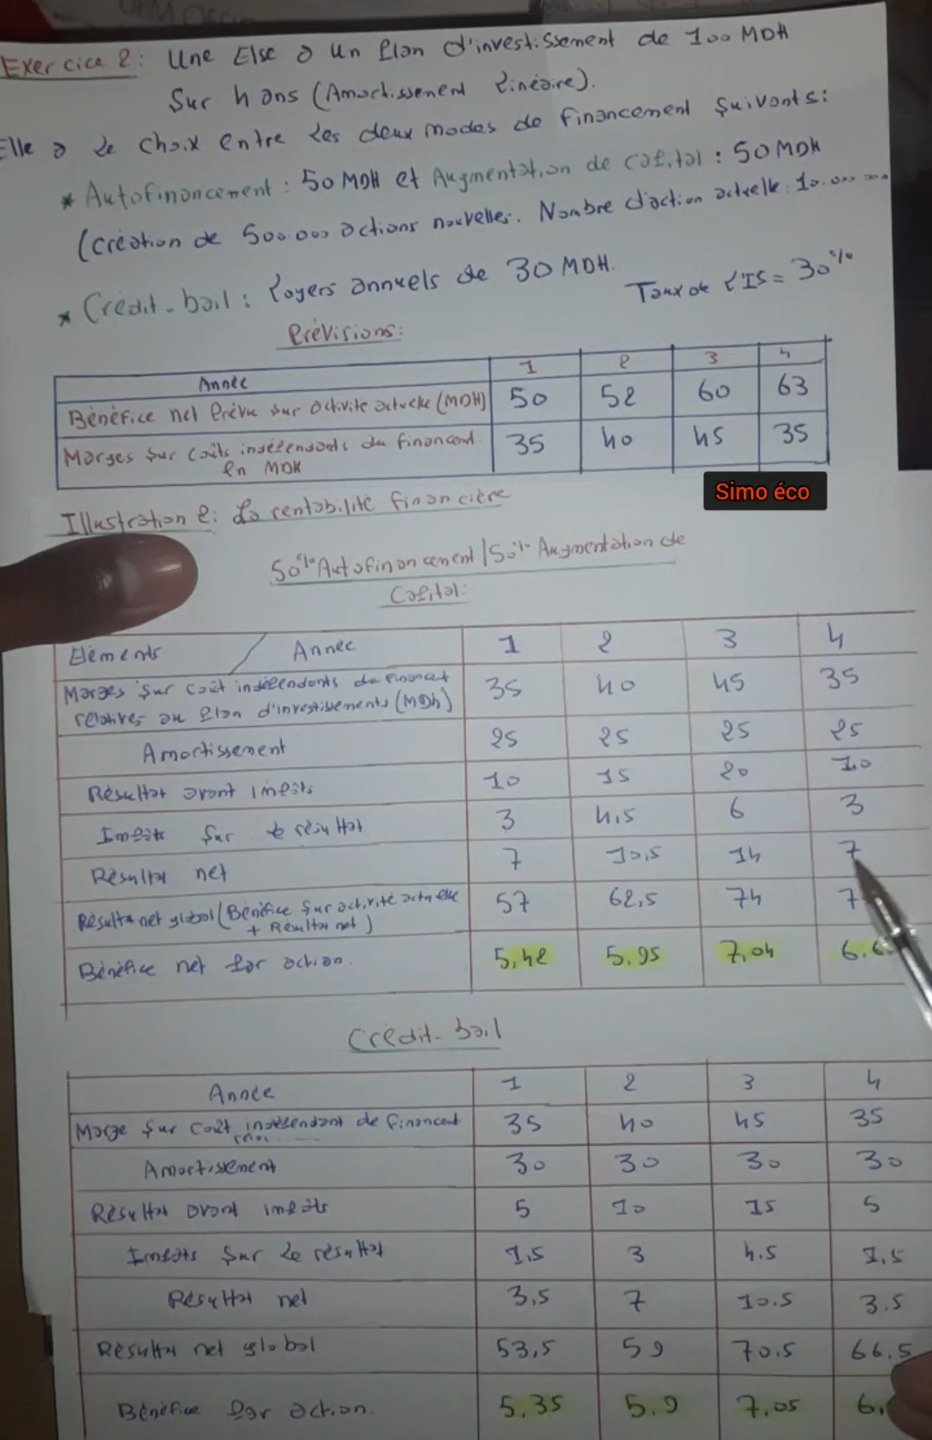 Exercice 2: Une Else a un plan d'investissement de 100 MDH
Sur 4 ans (Amortissement linéaire).
Elle a le choix entre les deux modes de financement suivants:
* Autofinancement : 50 MDH et Augmentation de capital : 50 MDH
(création de 500.000 actions nouvelles. Nombre d'action actuelle: 10.000 000
* Crédit-bail : loyers annuels de 30 MDH. Taux de l'IS = 30%
Prévisions:
Année 1 2 3 4
Bénéfice net Prévu sur activité actuelle (MDH) 50 52 60 63
Marges sur coûts indépendants du financent en MDH 35 40 45 35
Simo éco
Illustration 2: La rentabilité financière
50% Autofinancement / 50% Augmentation de
Capital:
Eléments / Année 1 2 3 4
Marges sur coût indépendants du financet
relatives au plan d'investissements (MDh) 35 40 45 35
Amortissement 25 25 25 25
Résultat avant impôts 10 15 20 10
Impôts sur le résultat 3 4,5 6 3
Résultat net 7 10,5 14 7
Résultat net global (Bénéfice sur activité actuelle
+ Résultat net) 57 62,5 74 7
Bénéfice net par action. 5,42 5.95 7,04 6,6
Crédit-bail
Année 1 2 3 4
Marge sur coût indépendant de financent 35 40 45 35
Amortissement 30 30 30 30
Résultat avant impôts 5 10 15 5
Impôts sur le résultat 1,5 3 4.5 1,5
Résultat net 3,5 7 10.5 3.5
Résultat net global 53,5 59 70.5 66,5
Bénéfice par action. 5.35 5.9 7,05 6,